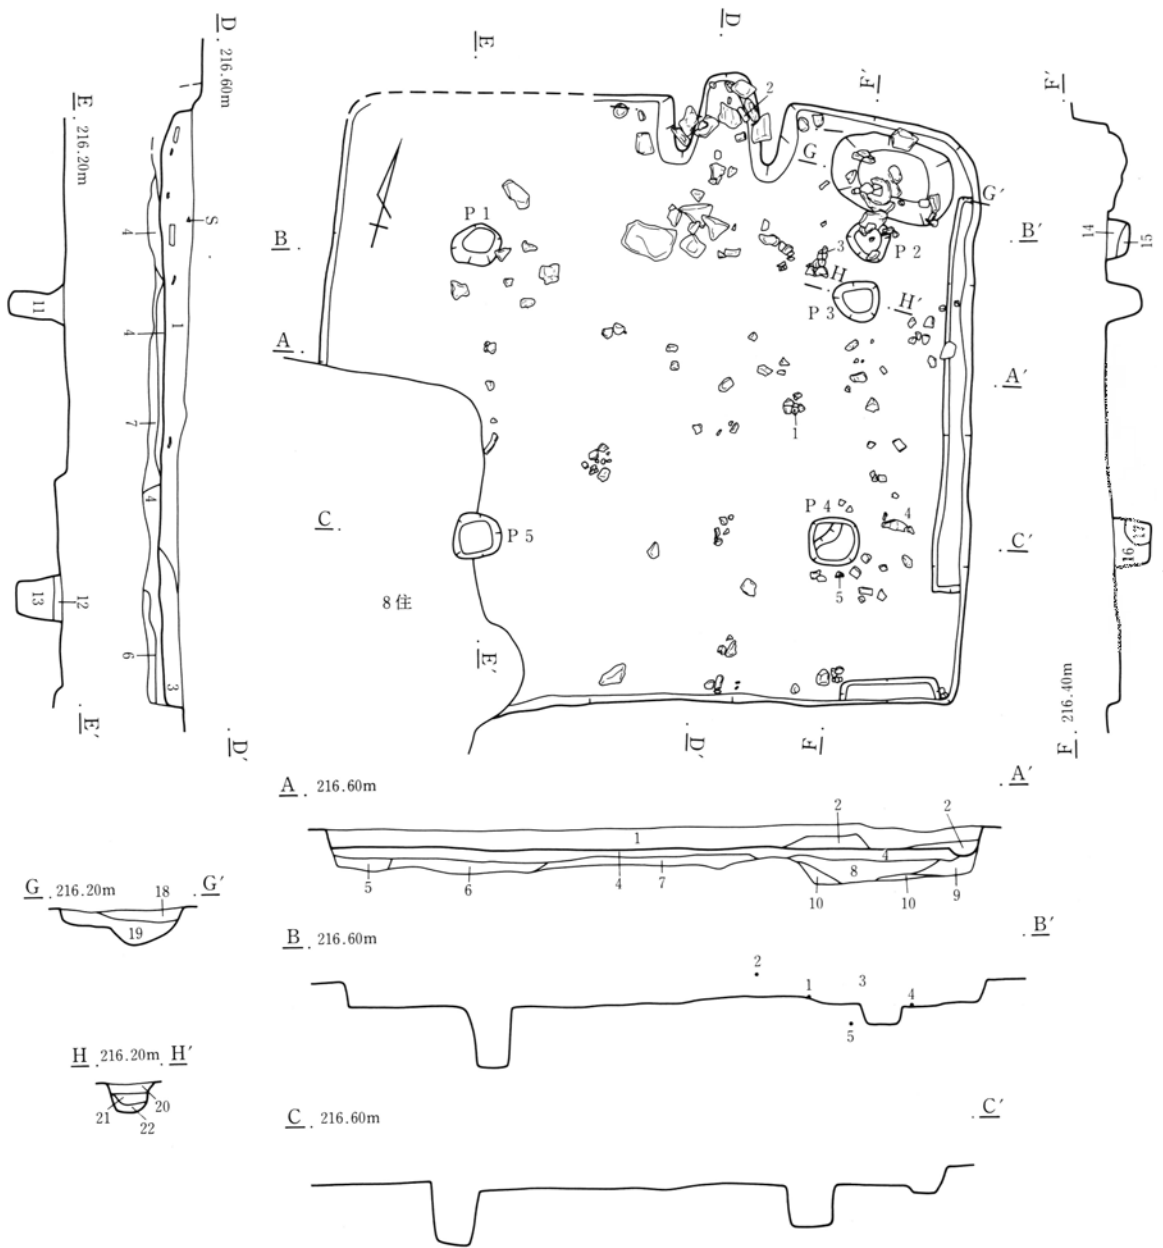 D . 216.60m
E . 216.20m
S
4
11
4
1
7
4
13
12
6
3
E′
D′
E .
D .
F′
F′
2
G
G′
P 1
B .
P 2
. B′
3
H
P 3
H′
A .
. A′
1
14
15
P 4
4
C .
P 5
. C′
5
8住
17
16
E′
D′
F
F . 216.40m
A . 216.60m
. A′
2
2
1
4
5
6
4
7
8
10
10
9
G . 216.20m . G′
18
19
B . 216.60m
. B′
2
1
3
4
5
H . 216.20m . H′
21
20
22
C . 216.60m
. C′